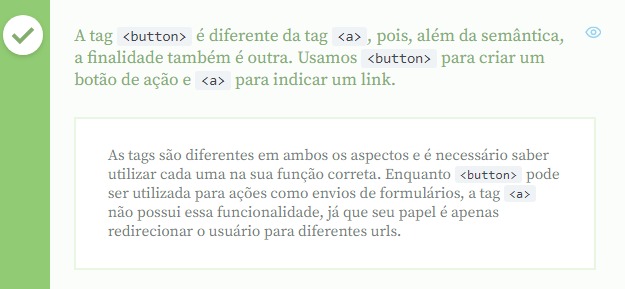 A tag <button> é diferente da tag <a>, pois, além da semântica,
a finalidade também é outra. Usamos <button> para criar um
botão de ação e <a> para indicar um link.
As tags são diferentes em ambos os aspectos e é necessário saber
utilizar cada uma na sua função correta. Enquanto <button> pode
ser utilizada para ações como envios de formulários, a tag <a>
não possui essa funcionalidade, já que seu papel é apenas
redirecionar o usuário para diferentes urls.